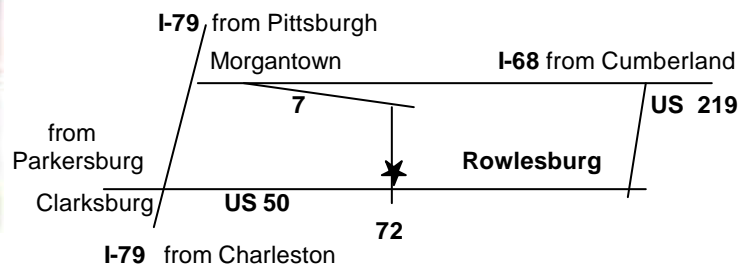 I-79 from Pittsburgh
Morgantown
I-68 from Cumberland
7
US 219
from
Parkersburg
Rowlesburg
Clarksburg
US 50
72
I-79 from Charleston